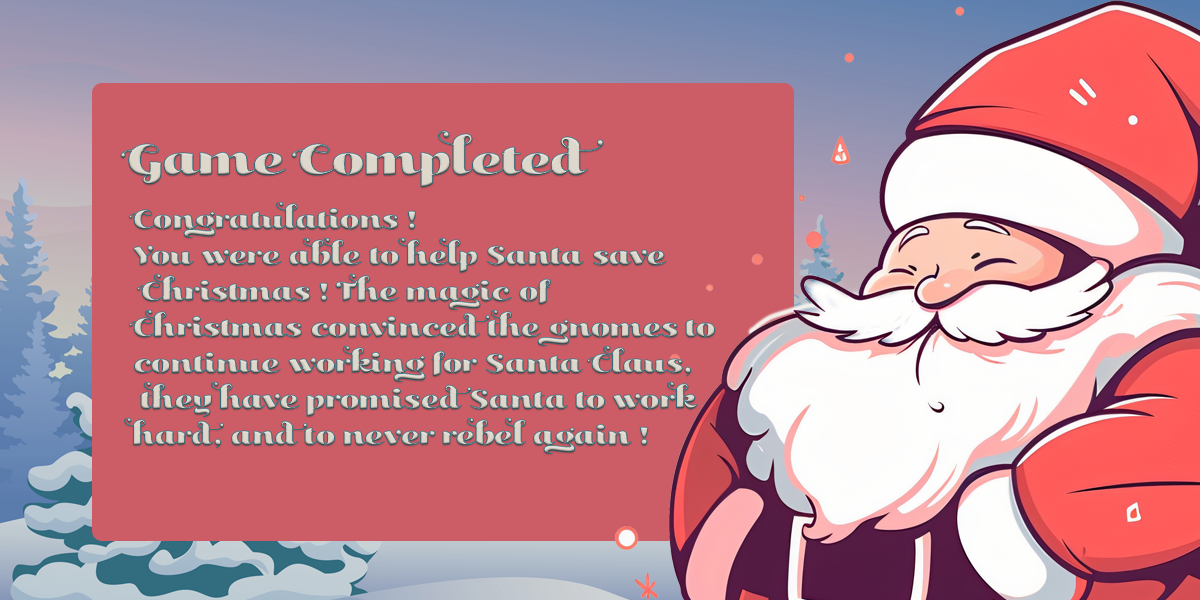 Game Completed
Congratulations !
You were able to help Santa save
Christmas ! The magic of
Christmas convinced the gnomes to
continue working for Santa Claus,
they have promised Santa to work
hard, and to never rebel again !